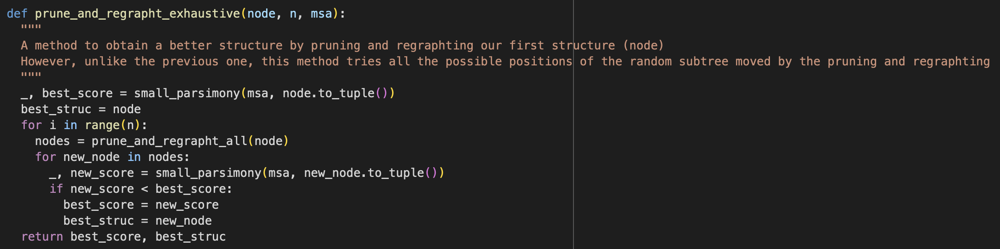 def prune_and_regrapht_exhaustive(node, n, msa):
  """
  A method to obtain a better structure by pruning and regraphting our first structure (node)
  However, unlike the previous one, this method tries all the possible positions of the random subtree moved by the pruning and regraphting
  """
  _, best_score = small_parsimony(msa, node.to_tuple())
  best_struc = node
  for i in range(n):
    nodes = prune_and_regrapht_all(node)
    for new_node in nodes:
      _, new_score = small_parsimony(msa, new_node.to_tuple())
      if new_score < best_score:
        best_score = new_score
        best_struc = new_node
  return best_score, best_struc